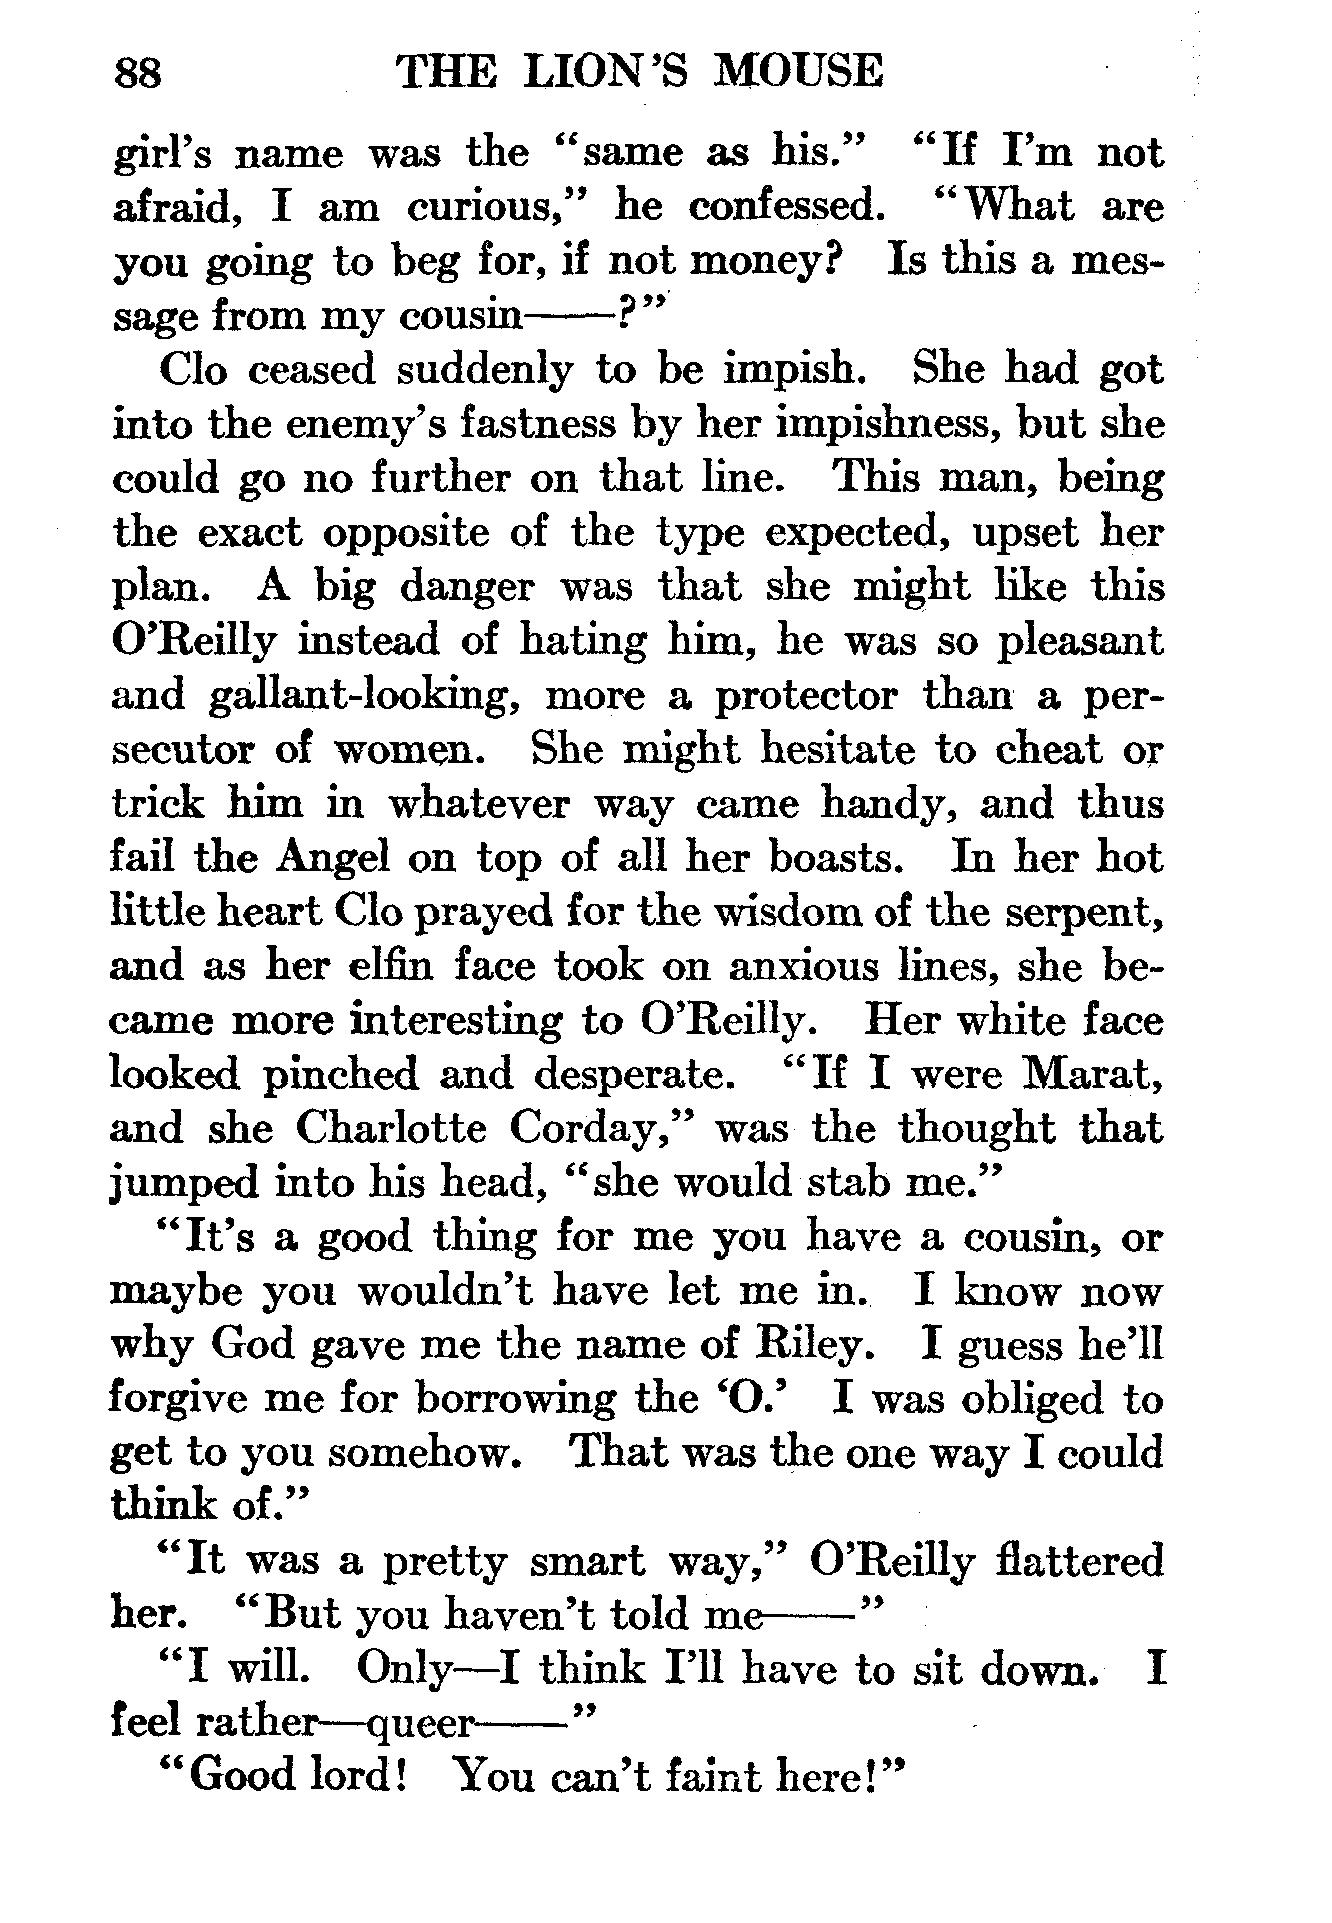 88 THE LION'S MOUSE
girl's name was the "same as his." "If I'm not
afraid, I am curious," he confessed. "What are
you going to beg for, if not money? Is this a mes-
sage from my cousin——?"
Clo ceased suddenly to be impish. She had got
into the enemy's fastness by her impishness, but she
could go no further on that line. This man, being
the exact opposite of the type expected, upset her
plan. A big danger was that she might like this
O'Reilly instead of hating him, he was so pleasant
and gallant-looking, more a protector than a per-
secutor of women. She might hesitate to cheat or
trick him in whatever way came handy, and thus
fail the Angel on top of all her boasts. In her hot
little heart Clo prayed for the wisdom of the serpent,
and as her elfin face took on anxious lines, she be-
came more interesting to O'Reilly. Her white face
looked pinched and desperate. "If I were Marat,
and she Charlotte Corday," was the thought that
jumped into his head, "she would stab me."
"It's a good thing for me you have a cousin, or
maybe you wouldn't have let me in. I know now
why God gave me the name of Riley. I guess he'll
forgive me for borrowing the 'O.' I was obliged to
get to you somehow. That was the one way I could
think of."
"It was a pretty smart way," O'Reilly flattered
her. "But you haven't told me——"
"I will. Only—I think I'll have to sit down. I
feel rather—queer——"
"Good lord! You can't faint here!"